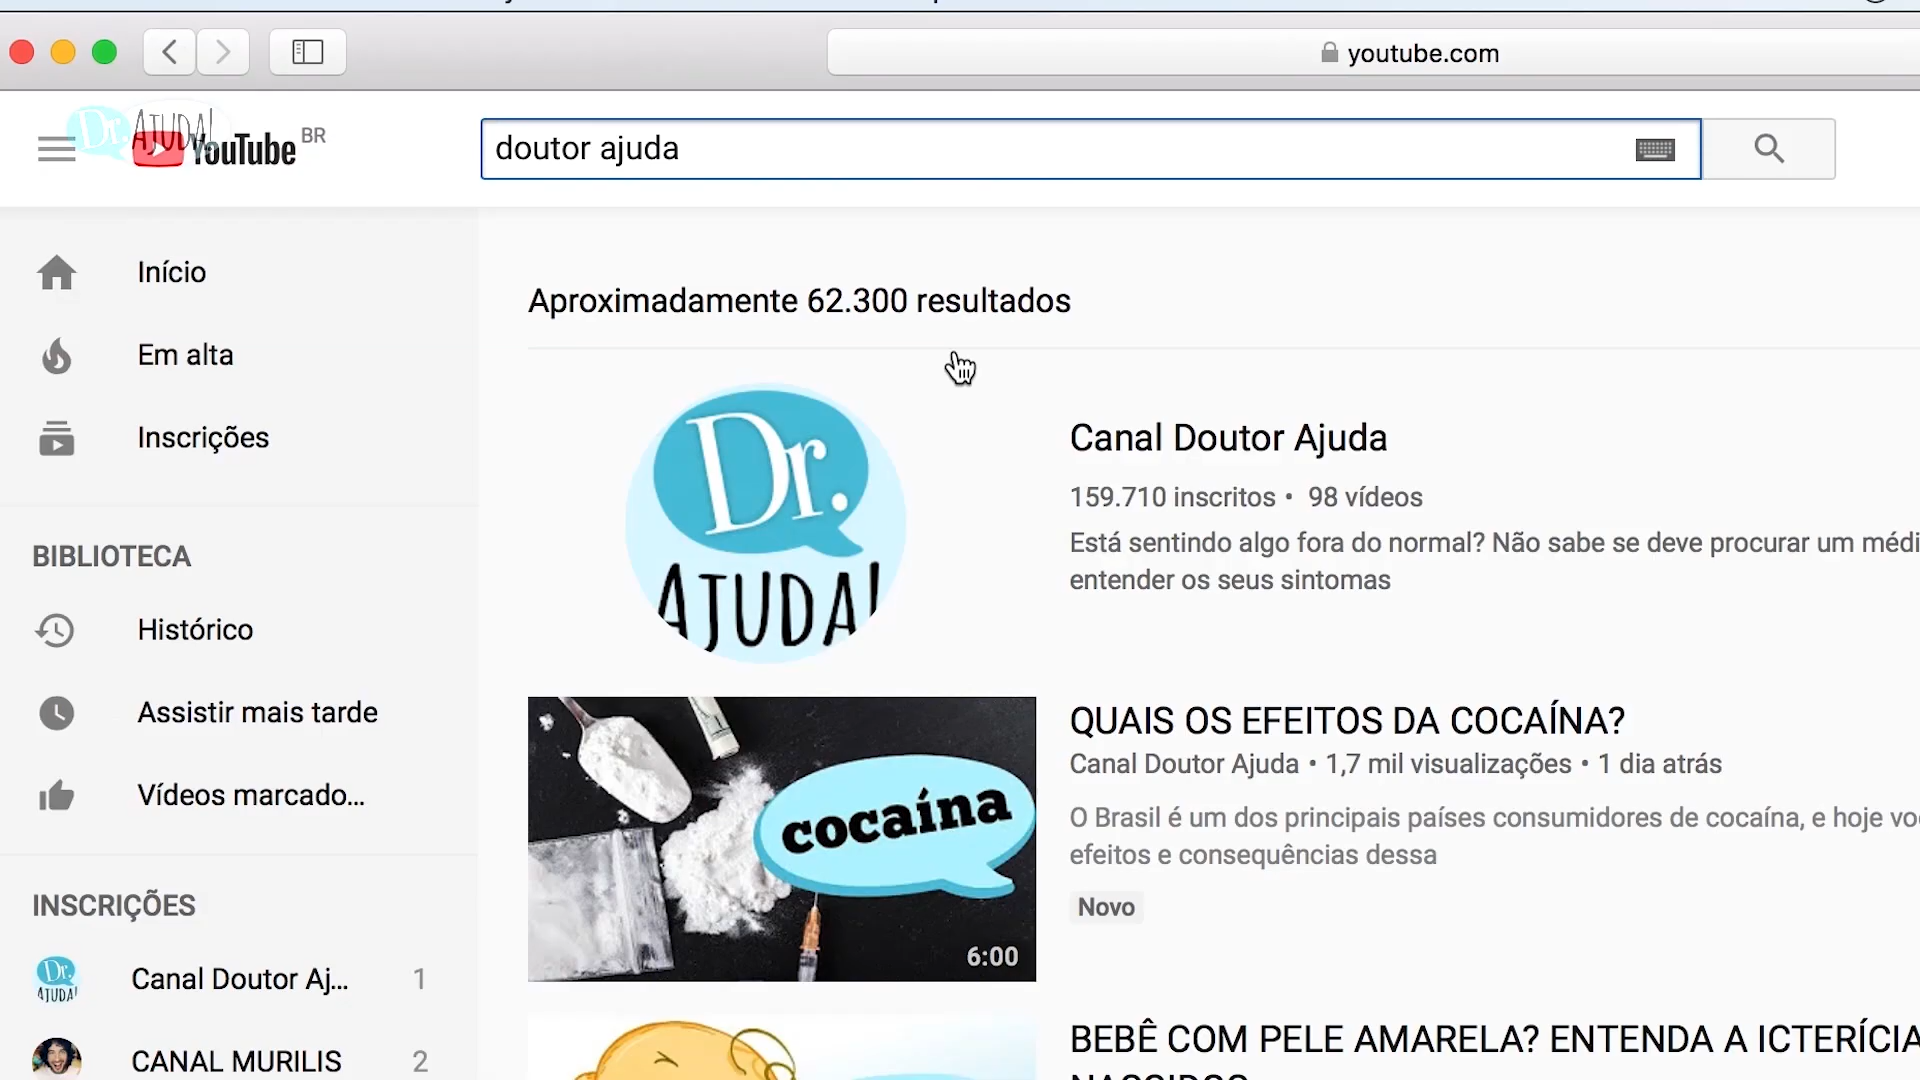 youtube.com
Dr. AJUDA!
YouTube BR
doutor ajuda
Início
Em alta
Inscrições
BIBLIOTECA
Histórico
Assistir mais tarde
Vídeos marcado...
INSCRIÇÕES
Canal Doutor Aj... 1
CANAL MURILIS 2
Aproximadamente 62.300 resultados
Dr.
AJUDA!
Canal Doutor Ajuda
159.710 inscritos • 98 vídeos
Está sentindo algo fora do normal? Não sabe se deve procurar um médi
entender os seus sintomas
cocaína
6:00
QUAIS OS EFEITOS DA COCAÍNA?
Canal Doutor Ajuda • 1,7 mil visualizações • 1 dia atrás
O Brasil é um dos principais países consumidores de cocaína, e hoje vo
efeitos e consequências dessa
Novo
BEBÊ COM PELE AMARELA? ENTENDA A ICTERÍCIA